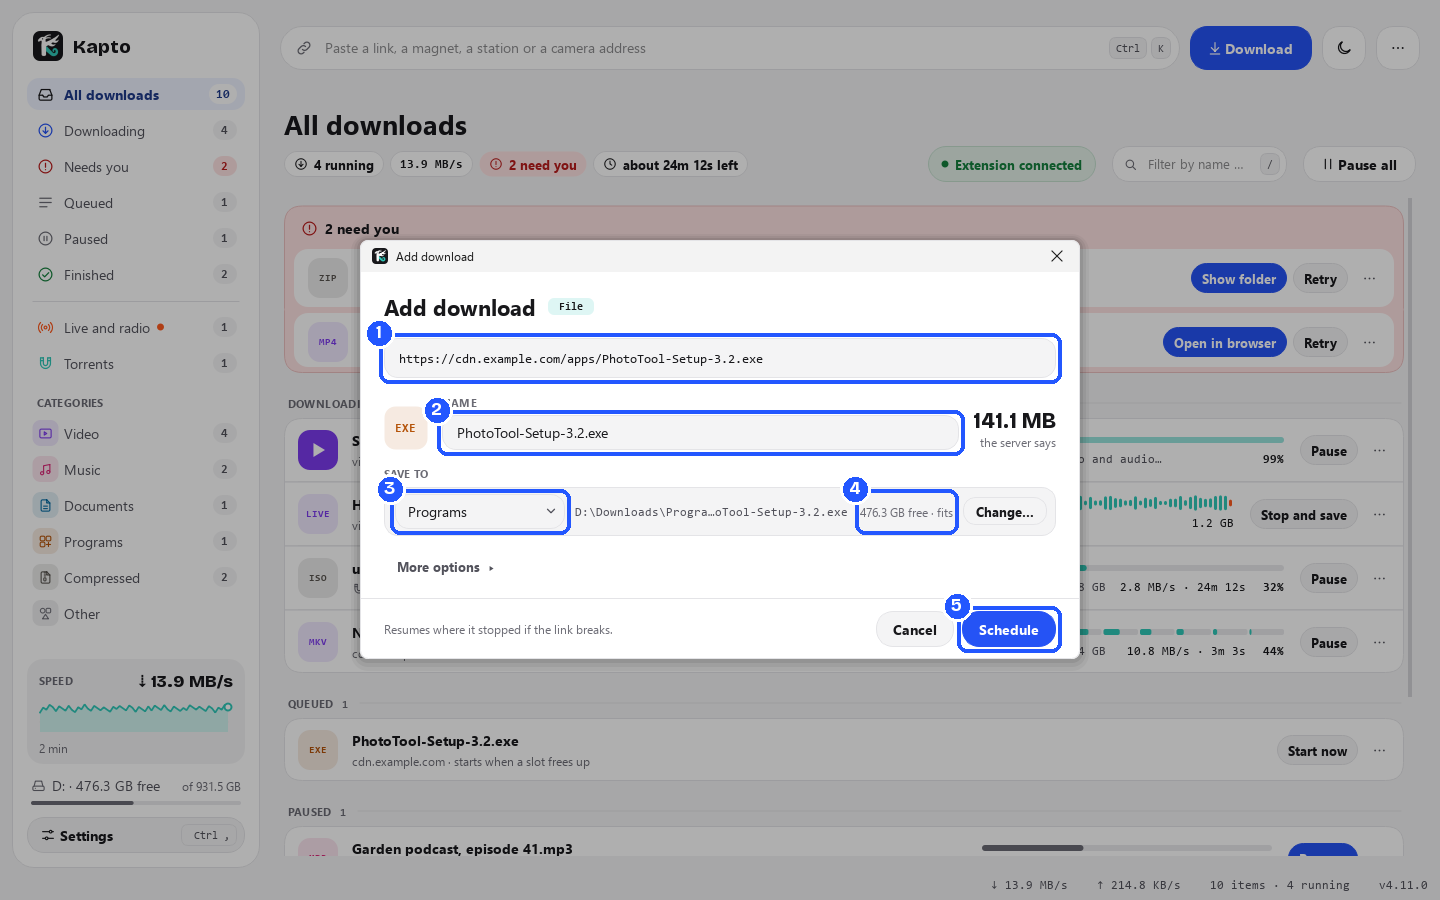 Kapto
All downloads 10
Downloading 4
Needs you 2
Queued 1
Paused 1
Finished 2
Live and radio 1
Torrents 1
CATEGORIES
Video 4
Music 2
Documents 1
Programs 2
Compressed 2
Other
SPEED ↓ 13.9 MB/s
2 min
D: · 476.3 GB free of 931.5 GB
Settings Ctrl ,
Paste a link, a magnet, a station or a camera address Ctrl K
Download
All downloads
4 running 13.9 MB/s 2 need you about 24m 12s left
Extension connected Filter by name ... / Pause all
2 need you
ZIP Show folder Retry
MP4 Open in browser Retry
Add download
Add download File
1
https://cdn.example.com/apps/PhotoTool-Setup-3.2.exe
2
EXE PhotoTool-Setup-3.2.exe 141.1 MB
the server says
SAVE TO
3 4
Programs D:\Downloads\Progra…oTool-Setup-3.2.exe 476.3 GB free · fits Change...
More options
5
Resumes where it stopped if the link breaks. Cancel Schedule
and audio… 99% Pause
LIVE 1.2 GB Stop and save
ISO GB 2.8 MB/s · 24m 12s 32% Pause
MKV GB 10.8 MB/s · 3m 3s 44% Pause
QUEUED 1
EXE PhotoTool-Setup-3.2.exe Start now
cdn.example.com · starts when a slot frees up
PAUSED 1
Garden podcast, episode 41.mp3
↓ 13.9 MB/s ↑ 214.8 KB/s 10 items · 4 running v4.11.0